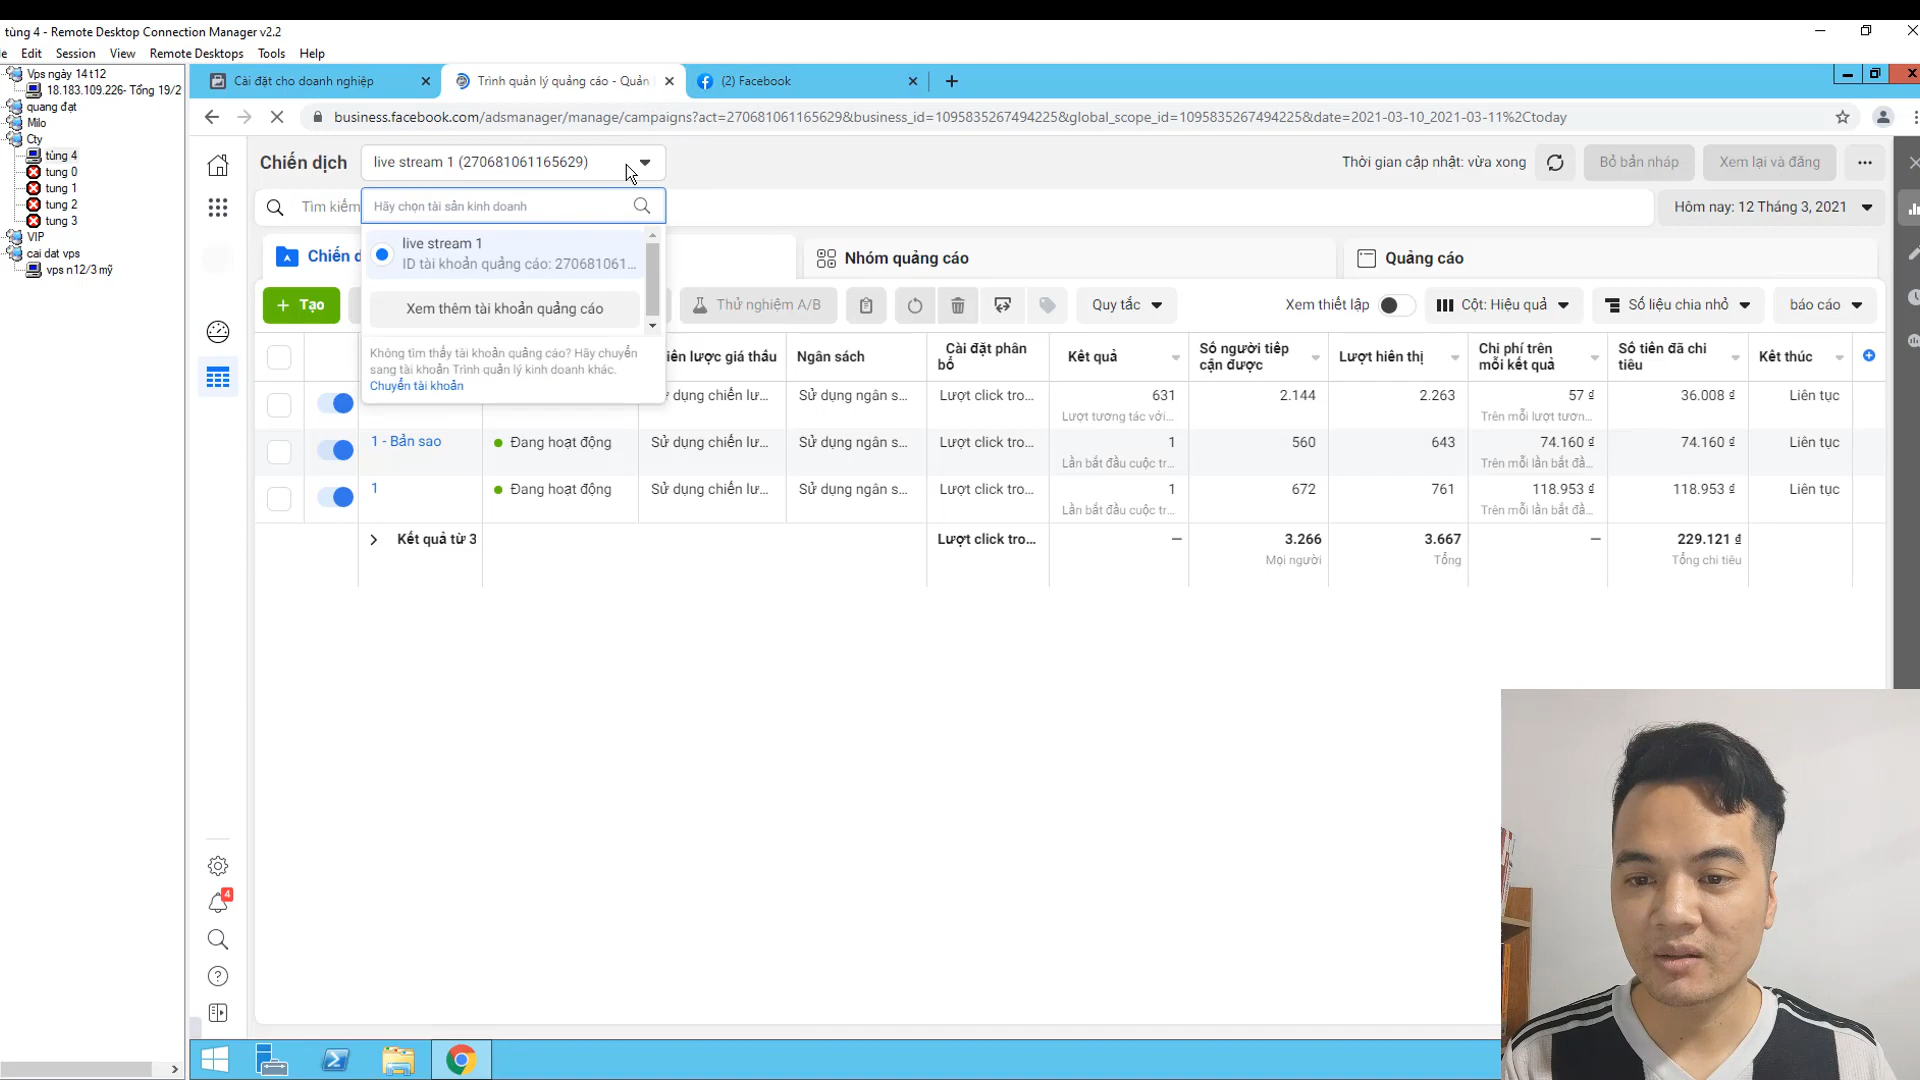 tùng 4 - Remote Desktop Connection Manager v2.2
Edit Session View Remote Desktops Tools Help
Vps ngày 14t12
18.183.109.226- Tổng 19/2
quang đạt
Milo
Cty
tùng 4
tung 0
tung 1
tung 2
tung 3
VIP
cai dat vps
vps n12/3 mỹ
Cài đặt cho doanh nghiệp
Trình quản lý quảng cáo - Quản
(2) Facebook
business.facebook.com/adsmanager/manage/campaigns?act=270681061165629&business_id=1095835267494225&global_scope_id=1095835267494225&date=2021-03-10_2021-03-11%2Ctoday
Chiến dịch
live stream 1 (270681061165629)
Thời gian cập nhật: vừa xong
Bỏ bản nháp
Xem lại và đăng
Tìm kiếm
Hãy chọn tài sản kinh doanh
Hôm nay: 12 Tháng 3, 2021
live stream 1
ID tài khoản quảng cáo: 270681061...
Xem thêm tài khoản quảng cáo
Không tìm thấy tài khoản quảng cáo? Hãy chuyển
sang tài khoản Trình quản lý kinh doanh khác.
Chuyển tài khoản
Chiến d
Nhóm quảng cáo
Quảng cáo
+ Tạo
Thử nghiệm A/B
Quy tắc
Xem thiết lập
Cột: Hiệu quả
Số liệu chia nhỏ
báo cáo
iến lược giá thầu
Ngân sách
Cài đặt phân bổ
Kết quả
Số người tiếp cận được
Lượt hiển thị
Chi phí trên mỗi kết quả
Số tiền đã chi tiêu
Kết thúc
ử dụng chiến lư... Sử dụng ngân s... Lượt click tro... 631 2.144 2.263 57 ₫ 36.008 ₫ Liên tục
Lượt tương tác với... Trên mỗi lượt tươn...
1 - Bản sao Đang hoạt động Sử dụng chiến lư... Sử dụng ngân s... Lượt click tro... 1 560 643 74.160 ₫ 74.160 ₫ Liên tục
Lần bắt đầu cuộc tr... Trên mỗi lần bắt đầ...
1 Đang hoạt động Sử dụng chiến lư... Sử dụng ngân s... Lượt click tro... 1 672 761 118.953 ₫ 118.953 ₫ Liên tục
Lần bắt đầu cuộc tr... Trên mỗi lần bắt đầ...
Kết quả từ 3 Lượt click tro... — 3.266 3.667 — 229.121 ₫
Mọi người Tổng Tổng chi tiêu
4